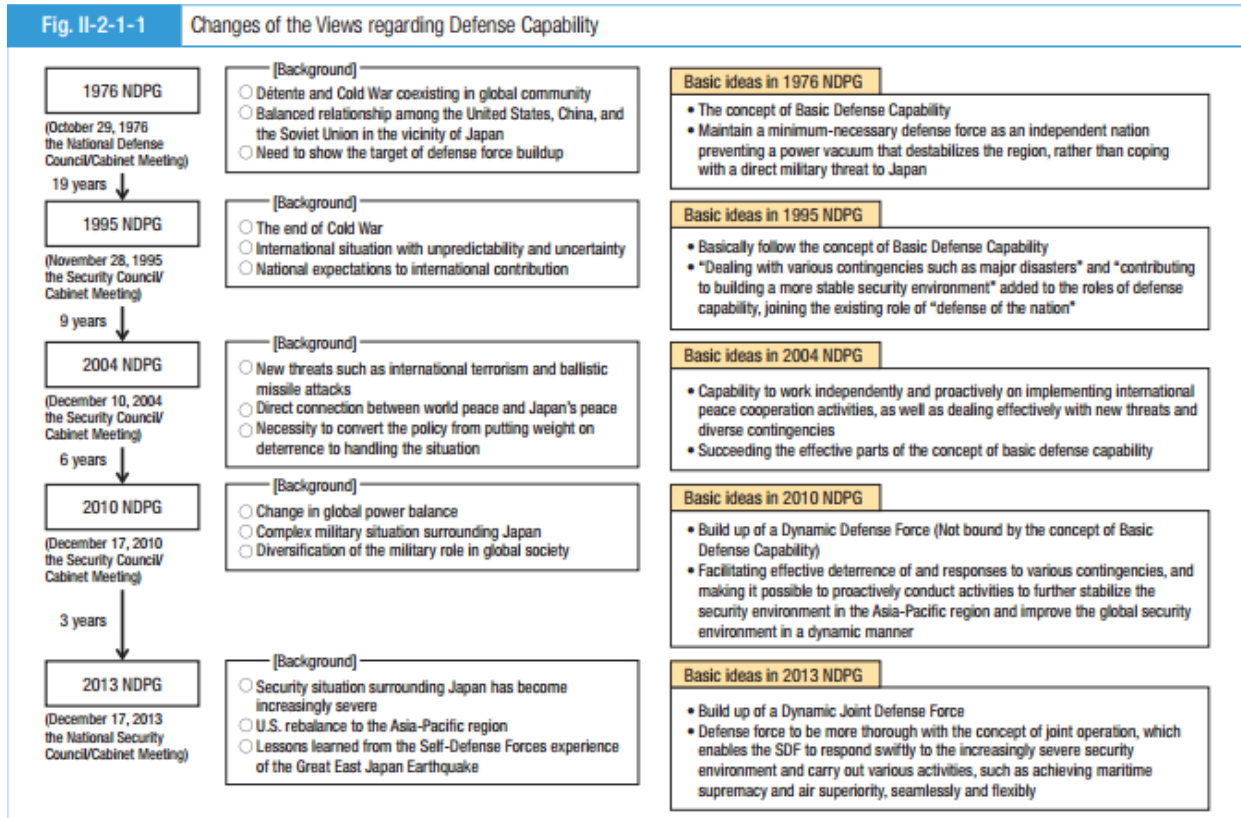 Fig. II-2-1-1
Changes of the Views regarding Defense Capability
1976 NDPG
(October 29, 1976
the National Defense
Council/Cabinet Meeting)
[Background]
○ Détente and Cold War coexisting in global community
○ Balanced relationship among the United States, China, and
the Soviet Union in the vicinity of Japan
○ Need to show the target of defense force buildup
Basic ideas in 1976 NDPG
• The concept of Basic Defense Capability
• Maintain a minimum-necessary defense force as an independent nation
preventing a power vacuum that destabilizes the region, rather than coping
with a direct military threat to Japan
19 years
1995 NDPG
(November 28, 1995
the Security Council/
Cabinet Meeting)
[Background]
○ The end of Cold War
○ International situation with unpredictability and uncertainty
○ National expectations to international contribution
Basic ideas in 1995 NDPG
• Basically follow the concept of Basic Defense Capability
• “Dealing with various contingencies such as major disasters” and “contributing
to building a more stable security environment” added to the roles of defense
capability, joining the existing role of “defense of the nation”
9 years
2004 NDPG
(December 10, 2004
the Security Council/
Cabinet Meeting)
[Background]
○ New threats such as international terrorism and ballistic
missile attacks
○ Direct connection between world peace and Japan’s peace
○ Necessity to convert the policy from putting weight on
deterrence to handling the situation
Basic ideas in 2004 NDPG
• Capability to work independently and proactively on implementing international
peace cooperation activities, as well as dealing effectively with new threats and
diverse contingencies
• Succeeding the effective parts of the concept of basic defense capability
6 years
2010 NDPG
(December 17, 2010
the Security Council/
Cabinet Meeting)
[Background]
○ Change in global power balance
○ Complex military situation surrounding Japan
○ Diversification of the military role in global society
Basic ideas in 2010 NDPG
• Build up of a Dynamic Defense Force (Not bound by the concept of Basic
Defense Capability)
• Facilitating effective deterrence of and responses to various contingencies, and
making it possible to proactively conduct activities to further stabilize the
security environment in the Asia-Pacific region and improve the global security
environment in a dynamic manner
3 years
2013 NDPG
(December 17, 2013
the National Security
Council/Cabinet Meeting)
[Background]
○ Security situation surrounding Japan has become
increasingly severe
○ U.S. rebalance to the Asia-Pacific region
○ Lessons learned from the Self-Defense Forces experience
of the Great East Japan Earthquake
Basic ideas in 2013 NDPG
• Build up of a Dynamic Joint Defense Force
• Defense force to be more thorough with the concept of joint operation, which
enables the SDF to respond swiftly to the increasingly severe security
environment and carry out various activities, such as achieving maritime
supremacy and air superiority, seamlessly and flexibly